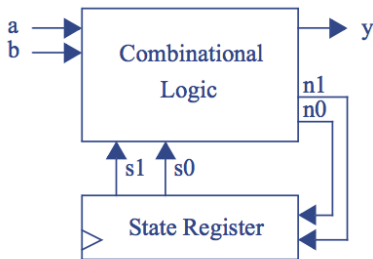 a
b
Combinational
Logic
y
n1
n0
s1
s0
State Register